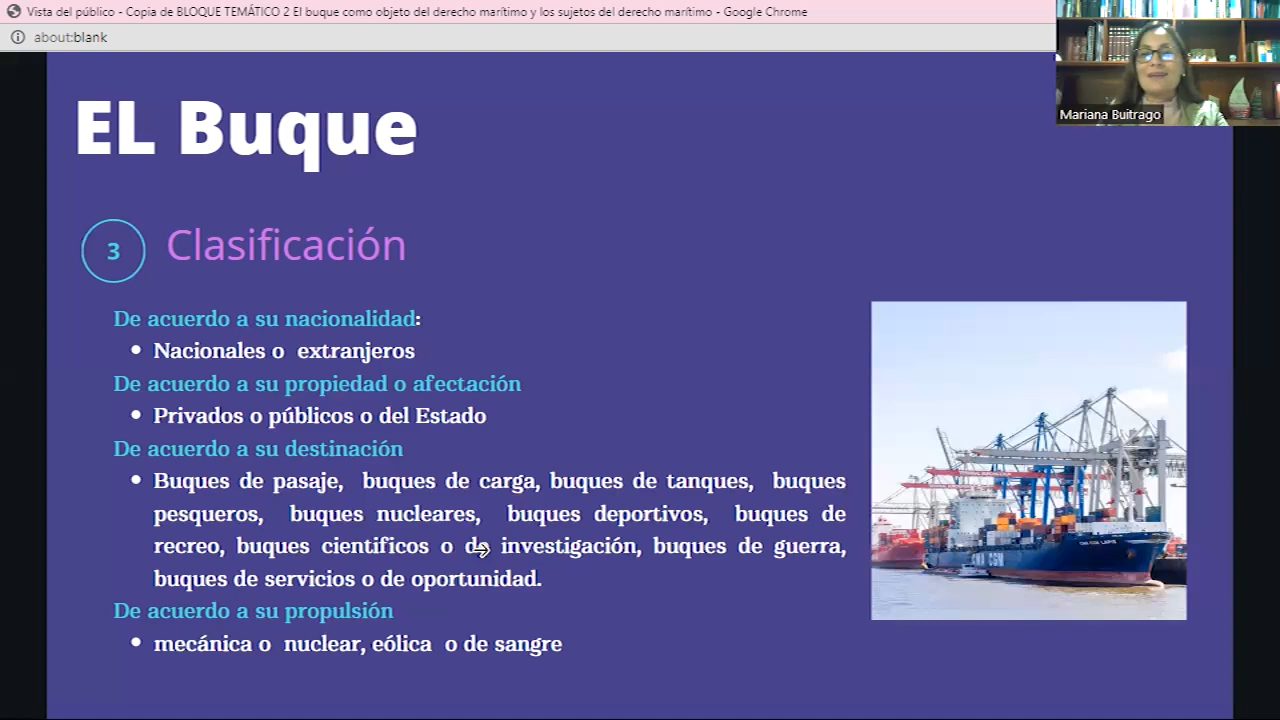 Vista del público - Copia de BLOQUE TEMÁTICO 2 El buque como objeto del derecho marítimo y los sujetos del derecho marítimo - Google Chrome
about:blank
Mariana Buitrago
EL Buque
3 Clasificación
De acuerdo a su nacionalidad:
• Nacionales o extranjeros
De acuerdo a su propiedad o afectación
• Privados o públicos o del Estado
De acuerdo a su destinación
• Buques de pasaje, buques de carga, buques de tanques, buques
pesqueros, buques nucleares, buques deportivos, buques de
recreo, buques científicos o de investigación, buques de guerra,
buques de servicios o de oportunidad.
De acuerdo a su propulsión
• mecánica o nuclear, eólica o de sangre
CMA CGM